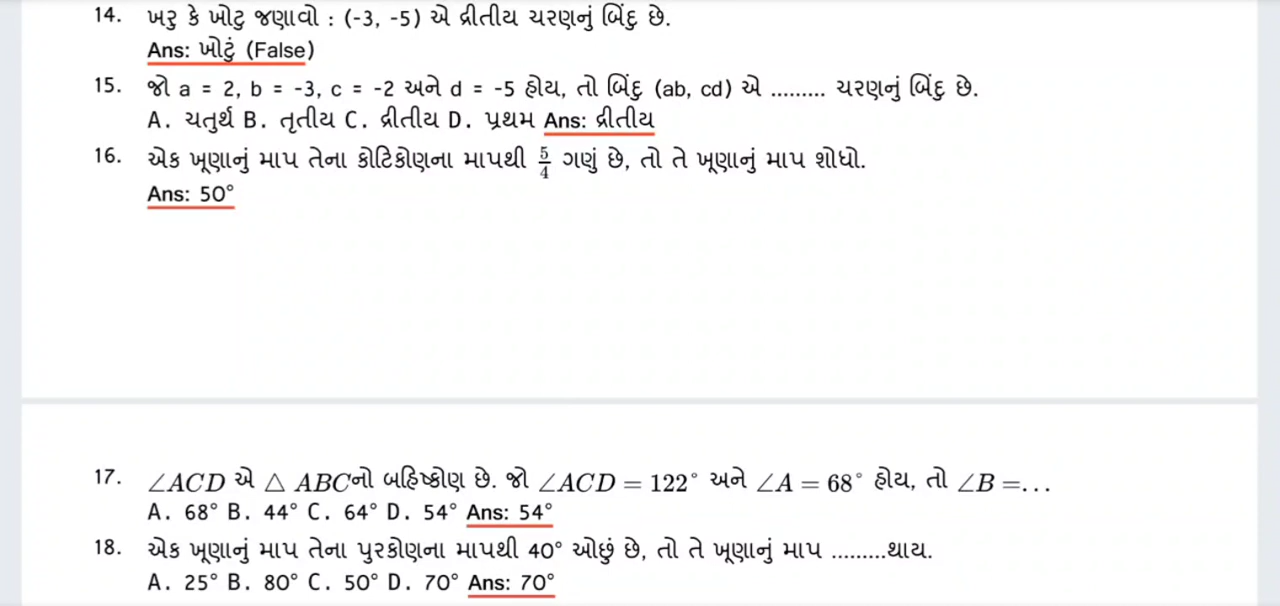 14. ખરુ કે ખોટુ જણાવો : (-3, -5) એ દ્રીતીય ચરણનું બિંદુ છે.
Ans: ખોટું (False)
15. જો a = 2, b = -3, c = -2 અને d = -5 હોય, તો બિંદુ (ab, cd) એ ......... ચરણનું બિંદુ છે.
A. ચતુર્થ B. તૃતીય C. દ્રીતીય D. પ્રથમ Ans: દ્રીતીય
16. એક ખૂણાનું માપ તેના કોટિકોણના માપથી 5/4 ગણું છે, તો તે ખૂણાનું માપ શોધો.
Ans: 50°
17. ∠ACD એ △ ABCનો બહિષ્કોણ છે. જો ∠ACD = 122° અને ∠A = 68° હોય, તો ∠B =...
A. 68° B. 44° C. 64° D. 54° Ans: 54°
18. એક ખૂણાનું માપ તેના પુરકોણના માપથી 40° ઓછું છે, તો તે ખૂણાનું માપ .........થાય.
A. 25° B. 80° C. 50° D. 70° Ans: 70°